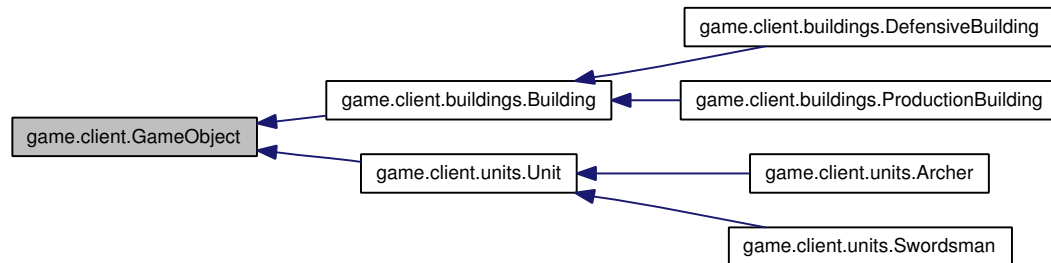 game.client.buildings.DefensiveBuilding
game.client.buildings.Building
game.client.buildings.ProductionBuilding
game.client.GameObject
game.client.units.Unit
game.client.units.Archer
game.client.units.Swordsman